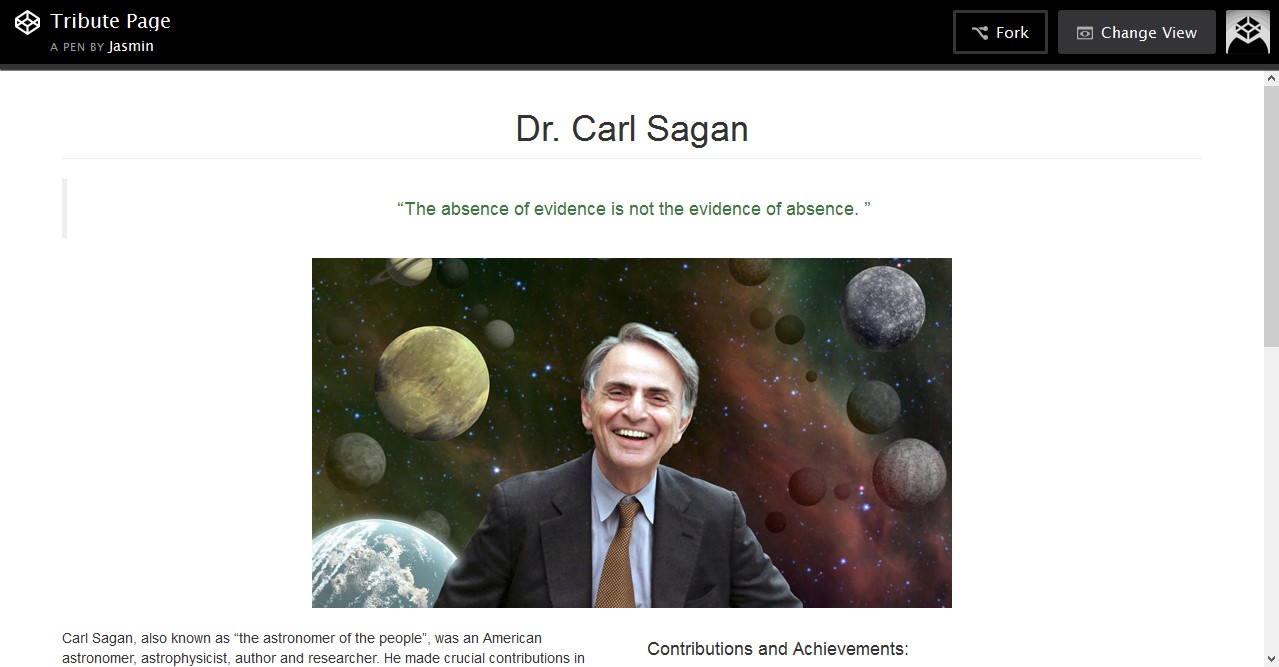 Tribute Page
A PEN BY Jasmin
Fork
Change View
Dr. Carl Sagan
“The absence of evidence is not the evidence of absence. ”
Carl Sagan, also known as “the astronomer of the people”, was an American
astronomer, astrophysicist, author and researcher. He made crucial contributions in
Contributions and Achievements: